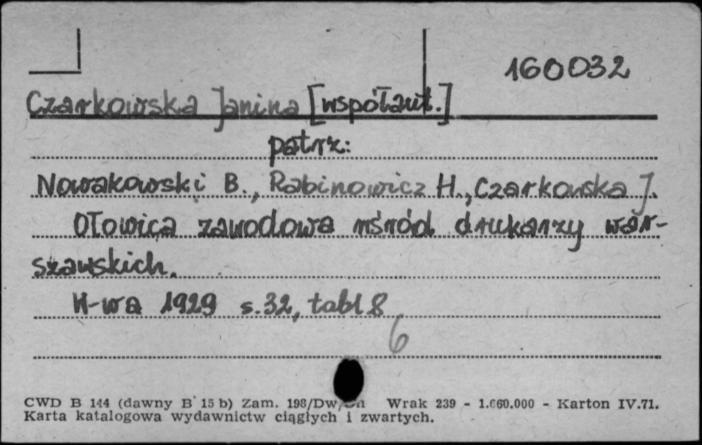 160032
Czarkowska Janina [współaut.]
patrz:
Nowakowski B., Rabinowicz H., Czarkowska J.
Ołowica zawodowa wśród drukarzy war-
szawskich.
W-wa 1929 s.32, tabl 8
6
CWD B 144 (dawny B 15 b) Zam. 198/Dw/ Wrak 239 - 1.660.000 - Karton IV.71.
Karta katalogowa wydawnictw ciągłych i zwartych.